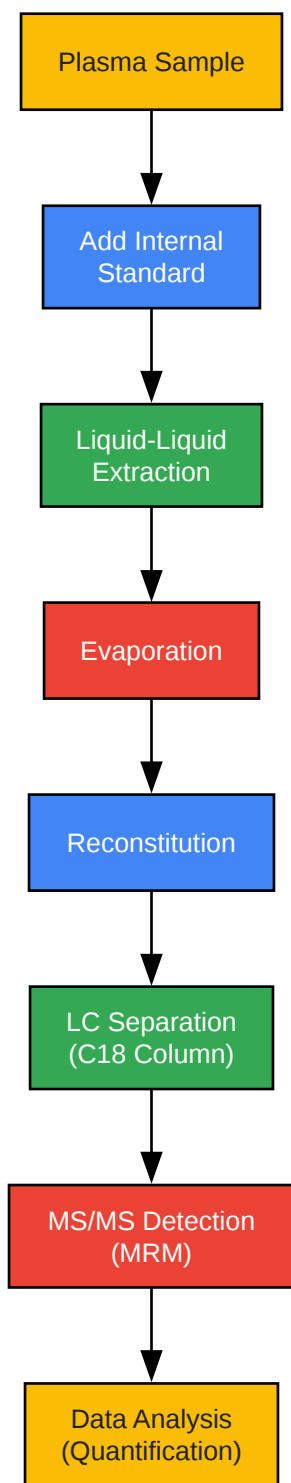 Plasma Sample
Add Internal
Standard
Liquid-Liquid
Extraction
Evaporation
Reconstitution
LC Separation
(C18 Column)
MS/MS Detection
(MRM)
Data Analysis
(Quantification)